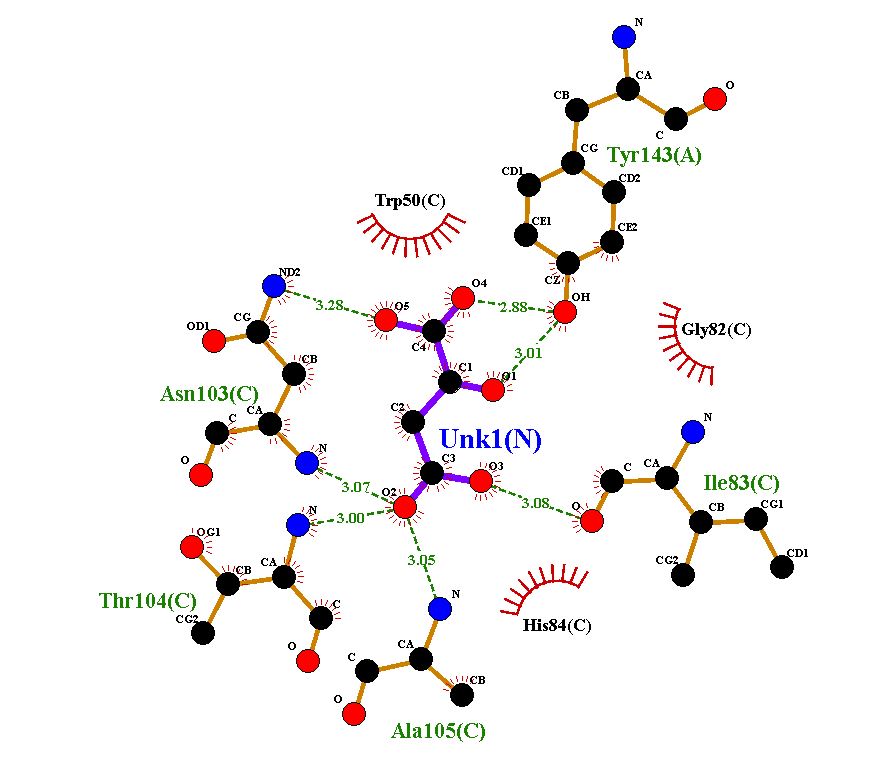 N
CA
O
CB
C
Tyr143(A)
CG
CD1
CD2
Trp50(C)
CE1
CE2
CZ
ND2
O4
OH
3.28
O5
2.88
OD1
CG
C4
Gly82(C)
3.01
CB
C1
O1
Asn103(C)
C
CA
C2
N
Unk1(N)
N
O
C3
O3
C
CA
Ile83(C)
3.07
O2
3.08
O
CB
CG1
N
3.00
OG1
CB
CA
3.05
CG2
CD1
Thr104(C)
C
N
His84(C)
CG2
O
C
CA
CB
O
Ala105(C)